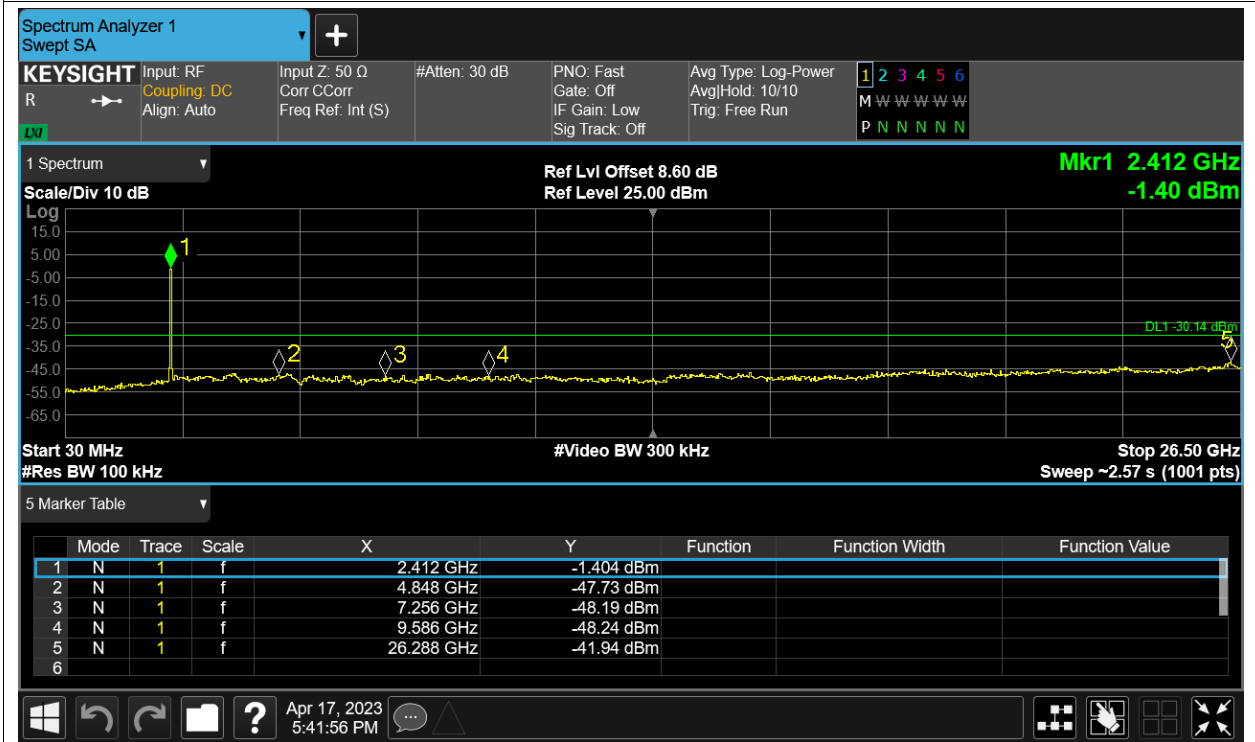 Spectrum Analyzer 1
Swept SA
KEYSIGHT
R
LXI
Input: RF
Coupling: DC
Align: Auto
Input Z: 50 Ω
Corr CCorr
Freq Ref: Int (S)
#Atten: 30 dB
PNO: Fast
Gate: Off
IF Gain: Low
Sig Track: Off
Avg Type: Log-Power
Avg|Hold: 10/10
Trig: Free Run
1 2 3 4 5 6
M W W W W W
P N N N N N
1 Spectrum
Scale/Div 10 dB
Ref Lvl Offset 8.60 dB
Ref Level 25.00 dBm
Mkr1 2.412 GHz
-1.40 dBm
Log
15.0
5.00
-5.00
-15.0
-25.0
-35.0
-45.0
-55.0
-65.0
1
2
3
4
5
DL1 -30.14 dBm
Start 30 MHz
#Res BW 100 kHz
#Video BW 300 kHz
Stop 26.50 GHz
Sweep ~2.57 s (1001 pts)
5 Marker Table
Mode Trace Scale X Y Function Function Width Function Value
1 N 1 f 2.412 GHz -1.404 dBm
2 N 1 f 4.848 GHz -47.73 dBm
3 N 1 f 7.256 GHz -48.19 dBm
4 N 1 f 9.586 GHz -48.24 dBm
5 N 1 f 26.288 GHz -41.94 dBm
6
?
Apr 17, 2023
5:41:56 PM